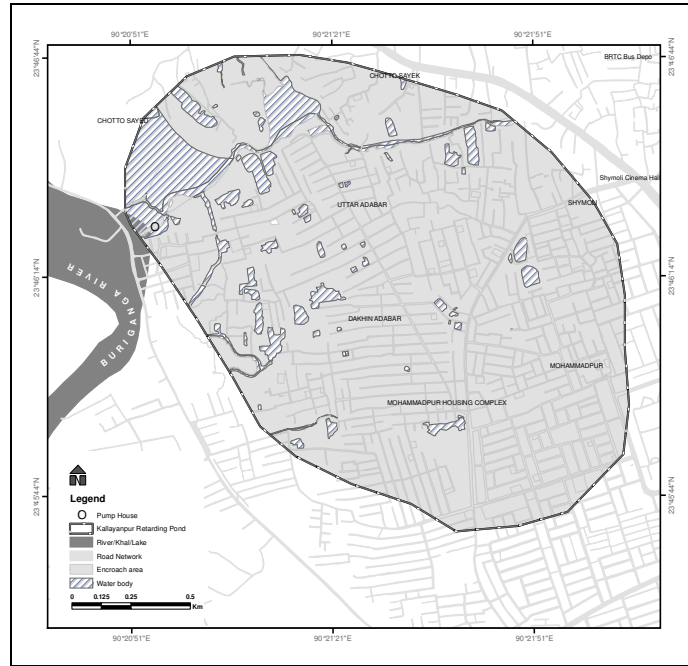 90°20'51"E 90°21'21"E 90°21'51"E
23°46'44"N
23°46'44"N
BRTC Bus Depo
CHOTTO SAYEK
CHOTTO SAYED
Shymoli Cinema Hall
UTTAR ADABAR
SHYMOLI
23°46'14"N
23°46'14"N
BURIGANGA RIVER
DAKHIN ADABAR
MOHAMMADPUR
MOHAMMADPUR HOUSING COMPLEX
N
23°45'44"N
23°45'44"N
Legend
Pump House
Kallayanpur Retarding Pond
River/Khal/Lake
Road Network
Encroach area
Water body
0 0.125 0.25 0.5
Km
90°20'51"E 90°21'21"E 90°21'51"E